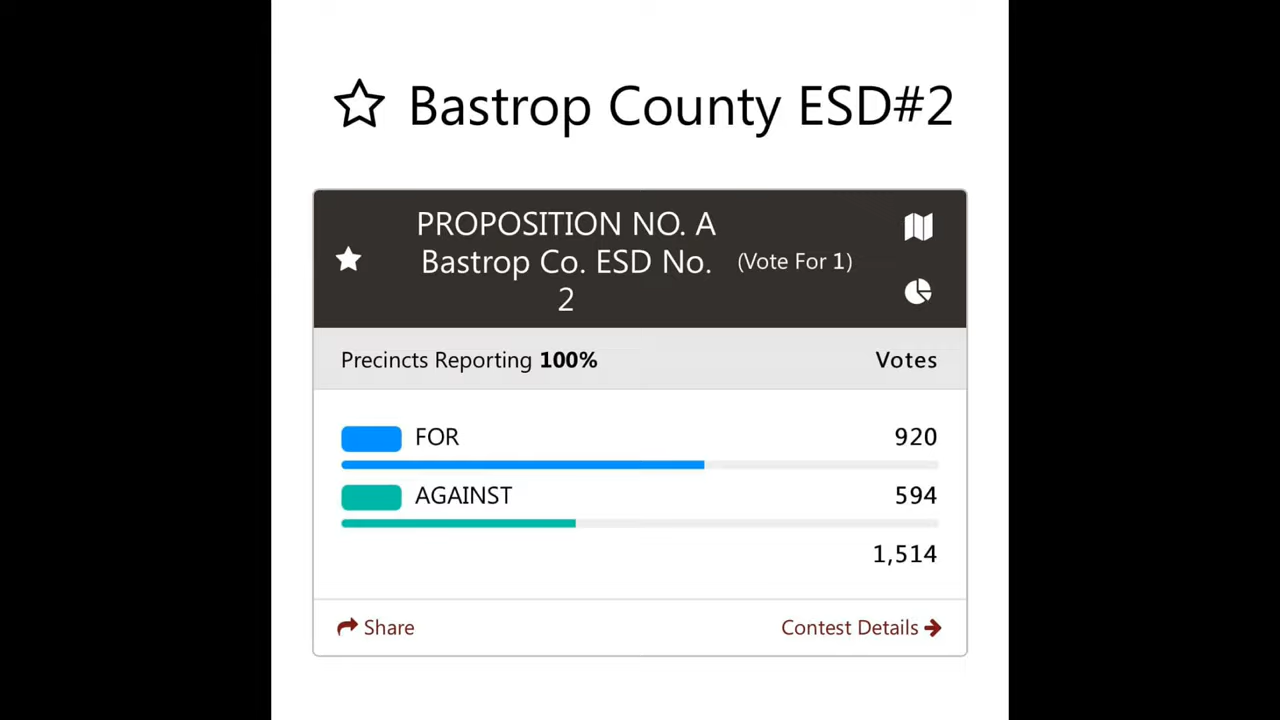 Bastrop County ESD#2
PROPOSITION NO. A
Bastrop Co. ESD No.
2
(Vote For 1)
Precincts Reporting 100% Votes
FOR 920
AGAINST 594
1,514
Share Contest Details